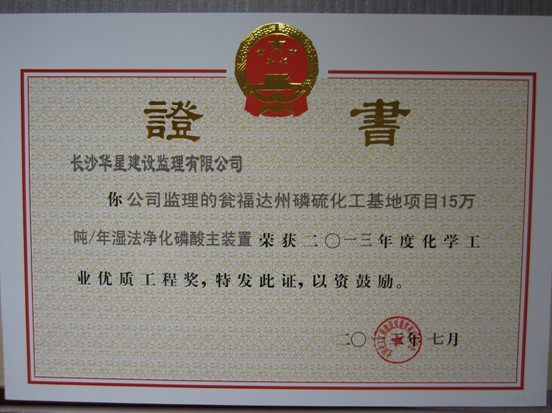 證書
长沙华星建设监理有限公司
你公司监理的瓮福达州磷硫化工基地项目15万
吨/年湿法净化磷酸主装置荣获二〇一三年度化学工
业优质工程奖，特发此证，以资鼓励。
二〇一三年七月